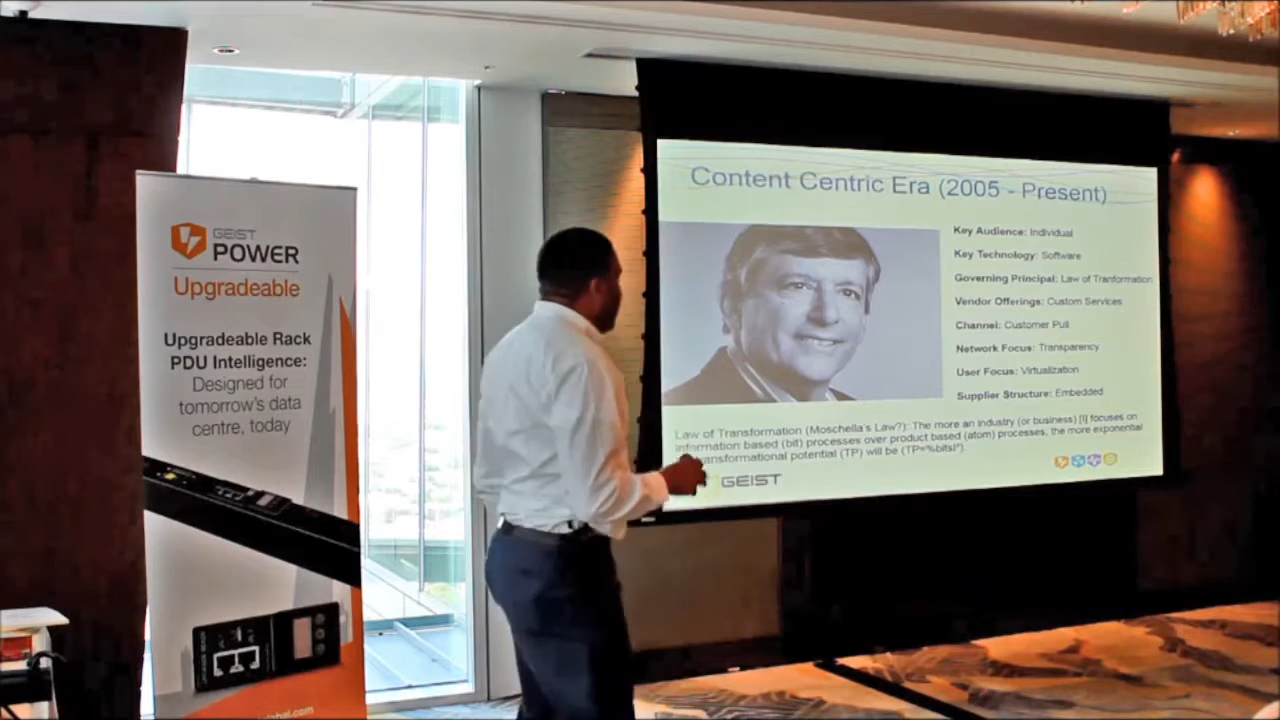 GEIST
POWER
Upgradeable
Upgradeable Rack
PDU Intelligence:
Designed for
tomorrow's data
centre, today
Content Centric Era (2005 - Present)
Key Audience: Individual
Key Technology: Software
Governing Principal: Law of Tranformation
Vendor Offerings: Custom Services
Channel: Customer Pull
Network Focus: Transparency
User Focus: Virtualization
Supplier Structure: Embedded
Law of Transformation (Moschella's Law?): The more an industry (or business) [I] focuses on
information based (bit) processes over product based (atom) processes, the more exponential
transformational potential (TP) will be
GEIST